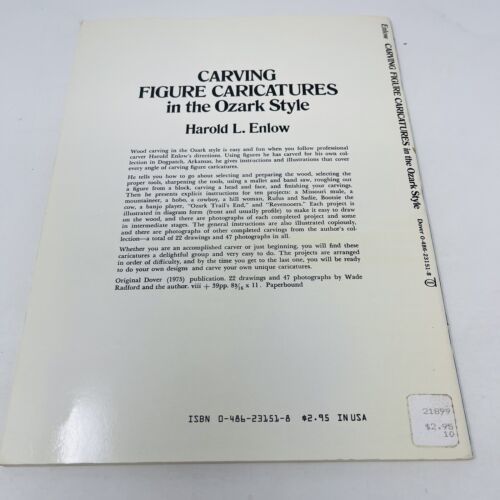 CARVING
FIGURE CARICATURES
in the Ozark Style
Harold L. Enlow
Wood carving in the Ozark style is easy and fun when you follow professional
carver Harold Enlow's directions. Using figures he has carved for his own col-
lection in Dogpatch, Arkansas, he gives instructions and illustrations that cover
every angle of carving figure caricatures.
He tells you how to go about selecting and preparing the wood, selecting the
proper tools, sharpening the tools, using a mallet and band saw, roughing out
a figure from a block, carving a head and face, and finishing your carvings.
Then he presents explicit instructions for ten projects: a Missouri mule, a
mountaineer, a hobo, a cowboy, a hill woman, Rufus and Sadie, Bootsie the
cow, a banjo player, "Ozark Trail's End," and "Revenooers." Each project is
illustrated in diagram form (front and usually profile) to make it easy to draw
on the wood, and there are photographs of each completed project and some
in intermediate stages. The general instructions are also illustrated copiously,
and there are photographs of other completed carvings from the author's col-
lection—a total of 22 drawings and 47 photographs in all.
Whether you are an accomplished carver or just beginning, you will find these
caricatures a delightful group and very easy to do. The projects are arranged
in order of difficulty, and by the time you get to the last one, you will be ready
to do your own designs and carve your own unique caricatures.
Original Dover (1975) publication. 22 drawings and 47 photographs by Wade
Radford and the author. viii + 39pp. 8⅜ x 11. Paperbound
ISBN 0-486-23151-8 $2.95 IN USA
Enlow CARVING FIGURE CARICATURES in the Ozark Style Dover 0-486-23151-8
21899
$2.95
10